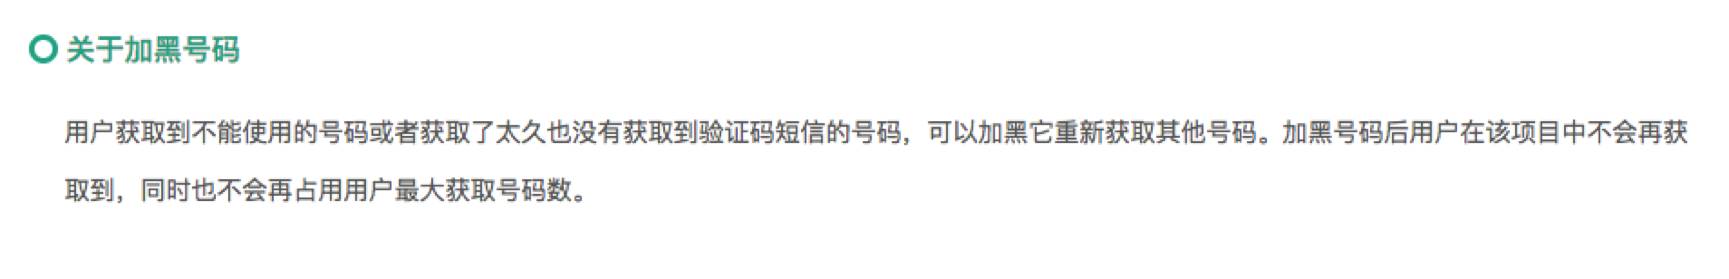 关于加黑号码
用户获取到不能使用的号码或者获取了太久也没有获取到验证码短信的号码，可以加黑它重新获取其他号码。加黑号码后用户在该项目中不会再获
取到，同时也不会再占用用户最大获取号码数。